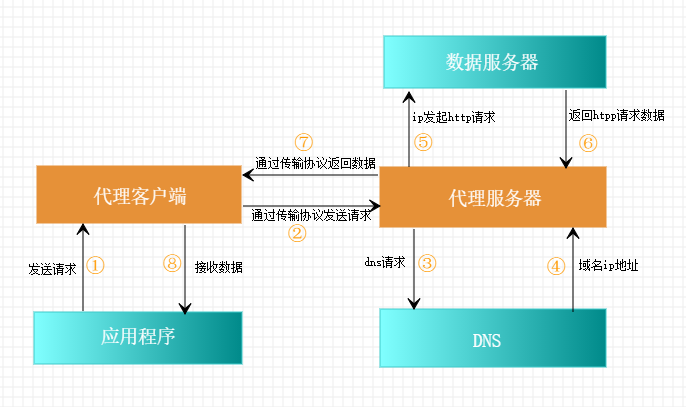 数据服务器
ip发起http请求
返回htpp请求数据
⑤
⑥
⑦
通过传输协议返回数据
代理客户端
代理服务器
通过传输协议发送请求
②
发送请求
①
⑧
接收数据
dns请求
③
④
域名ip地址
应用程序
DNS